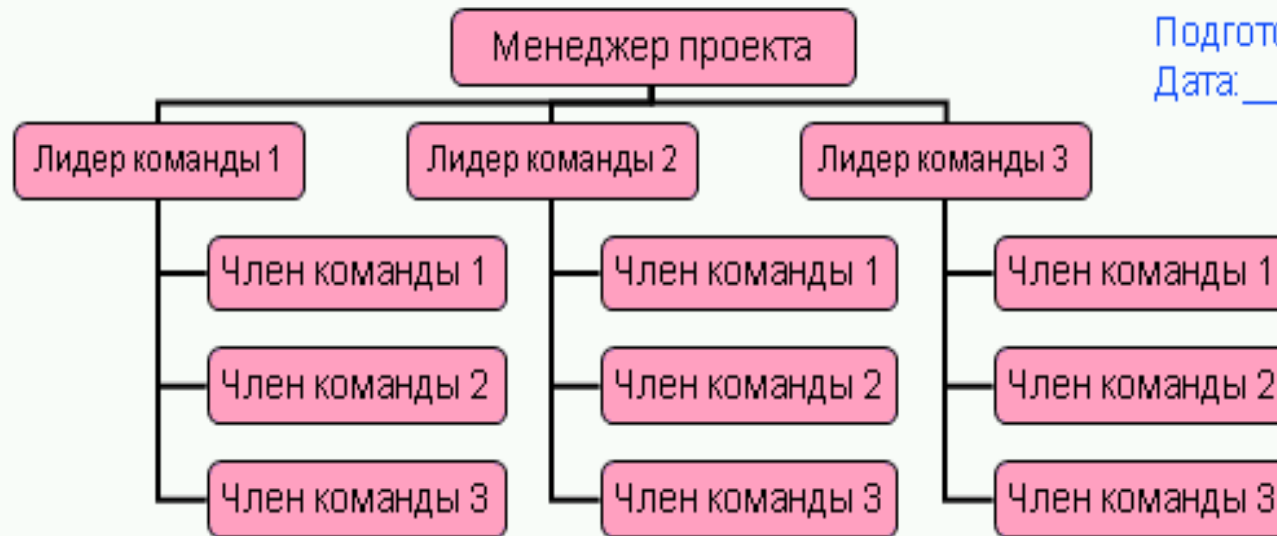 Менеджер проекта
Дата:__
Лидер команды 1
Лидер команды 2
Лидер команды 3
Член команды 1
Член команды 1
Член команды 1
Член команды 2
Член команды 2
Член команды 2
Член команды 3
Член команды 3
Член команды 3